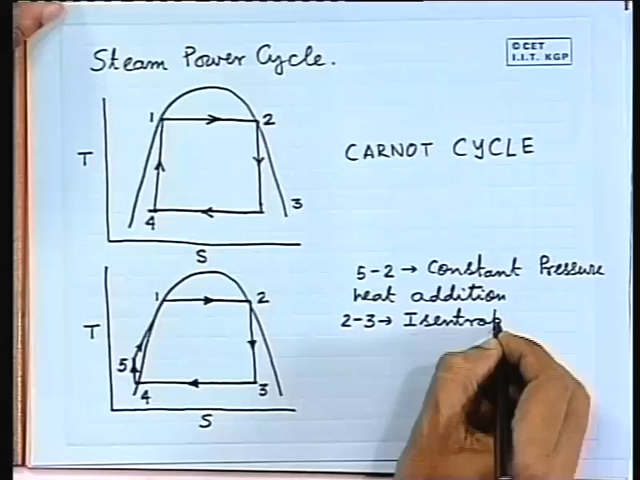 Steam Power Cycle.
© CET
I.I.T. KGP
1
2
T
CARNOT CYCLE
3
4
S
5-2 → Constant Pressure
heat addition
1
2
T
2-3 → Isentrop
5
4
3
S